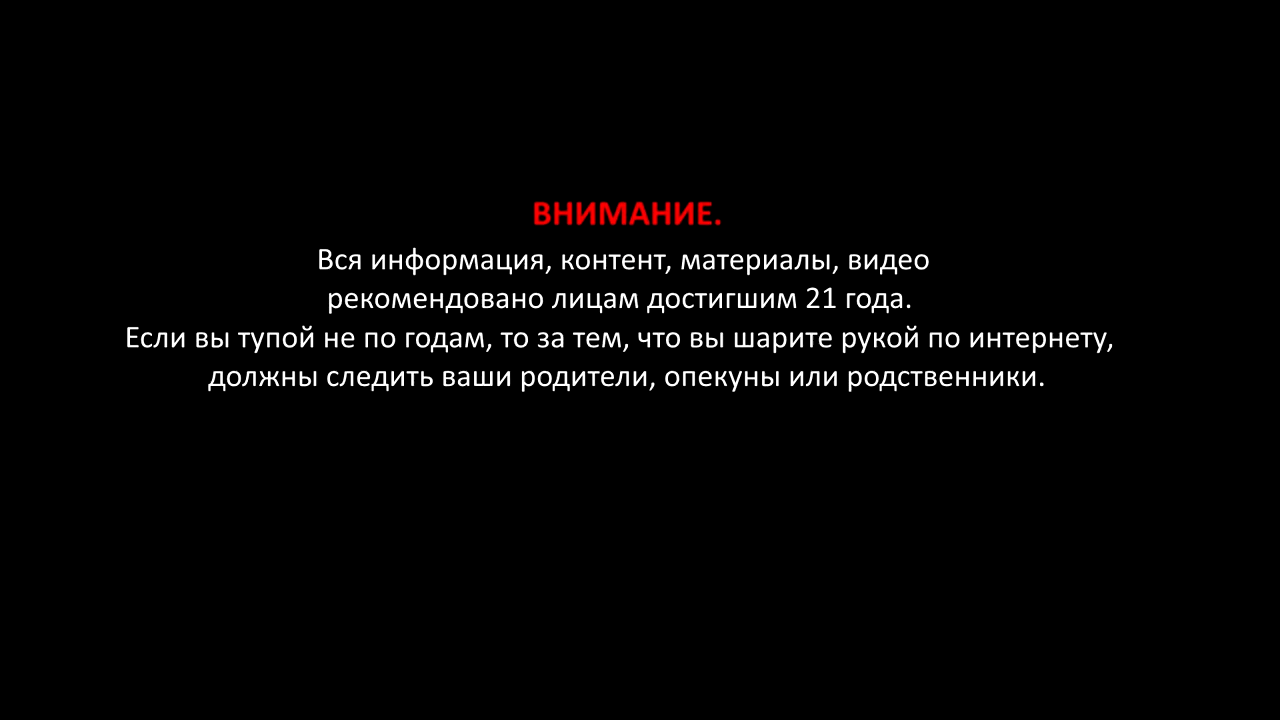 ВНИМАНИЕ.
Вся информация, контент, материалы, видео
рекомендовано лицам достигшим 21 года.
Если вы тупой не по годам, то за тем, что вы шарите рукой по интернету,
должны следить ваши родители, опекуны или родственники.